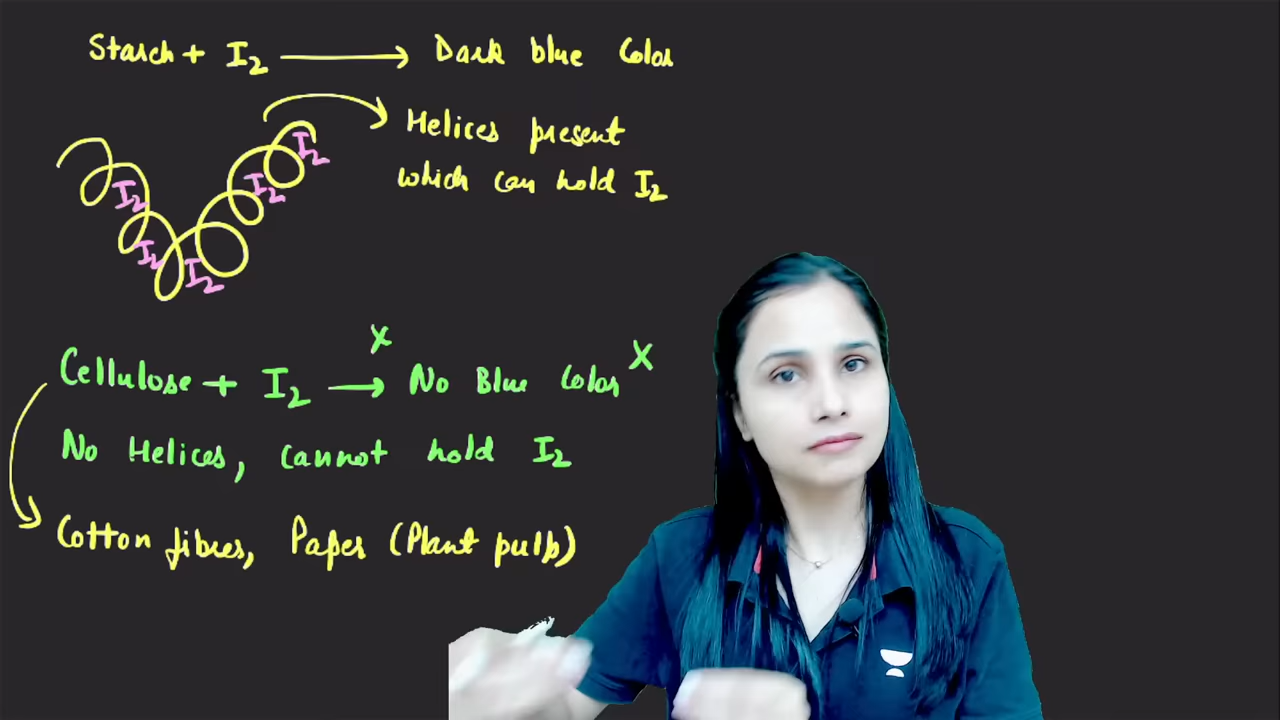 Starch + I2 → Dark blue Color
Helices present
which can hold I2
I2
I2
I2
I2
I2
X
Cellulose + I2 → No Blue Color X
No Helices, cannot hold I2
Cotton fibres, Paper (Plant pulp)